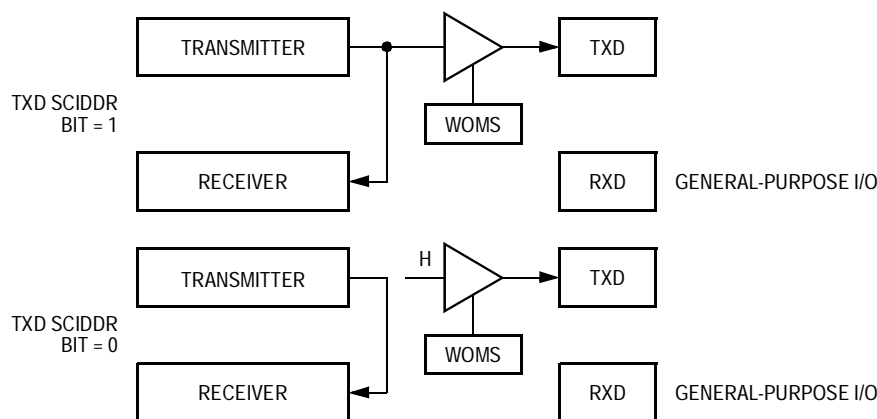 TRANSMITTER
TXD
TXD SCIDDR
BIT = 1
WOMS
RECEIVER
RXD
GENERAL-PURPOSE I/O
TRANSMITTER
H
TXD
TXD SCIDDR
BIT = 0
WOMS
RECEIVER
RXD
GENERAL-PURPOSE I/O